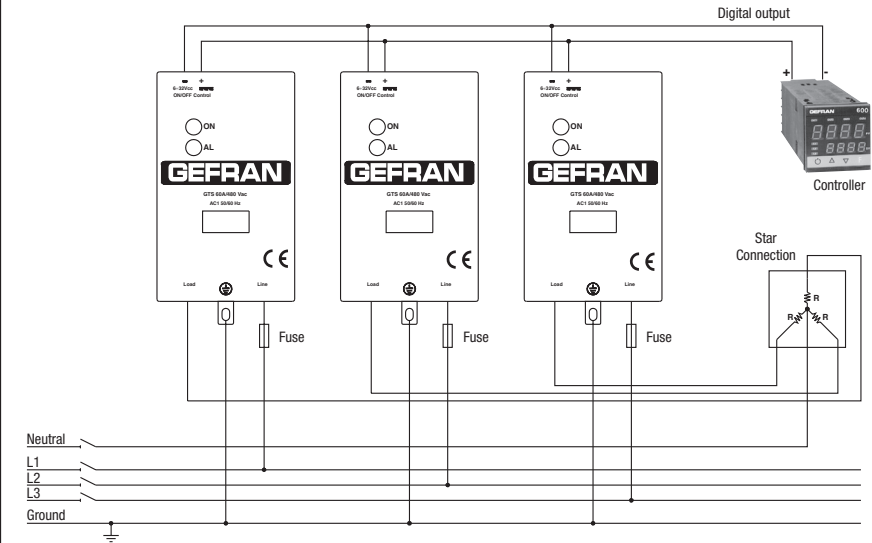 Digital output
+ -
- +
6-32Vcc
ON/OFF Control
ON
AL
GEFRAN
GTS 60A/480 Vac
AC1 50/60 Hz
CE
Load
Line
Fuse
- +
6-32Vcc
ON/OFF Control
ON
AL
GEFRAN
GTS 60A/480 Vac
AC1 50/60 Hz
CE
Load
Line
Fuse
- +
6-32Vcc
ON/OFF Control
ON
AL
GEFRAN
GTS 60A/480 Vac
AC1 50/60 Hz
CE
Load
Line
Fuse
GEFRAN 600
8888
8888
Controller
Star
Connection
R
R R
Neutral
L1
L2
L3
Ground